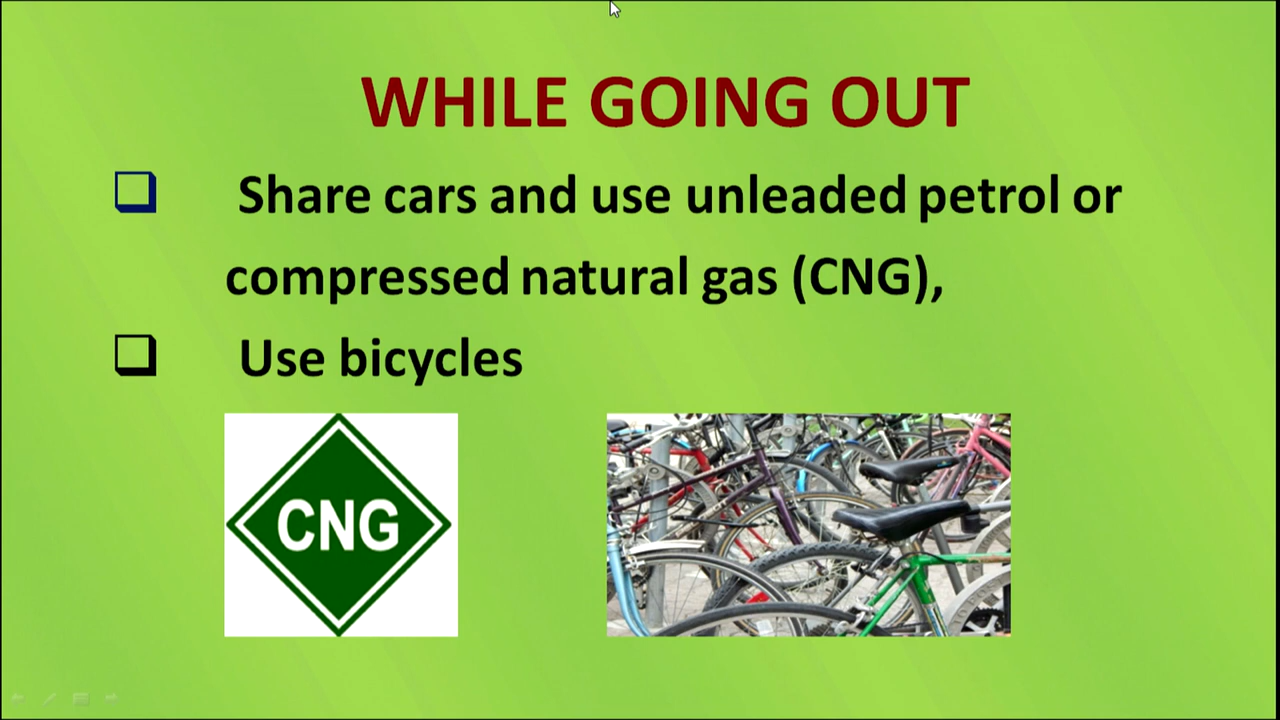 WHILE GOING OUT
Share cars and use unleaded petrol or
compressed natural gas (CNG),
Use bicycles
CNG